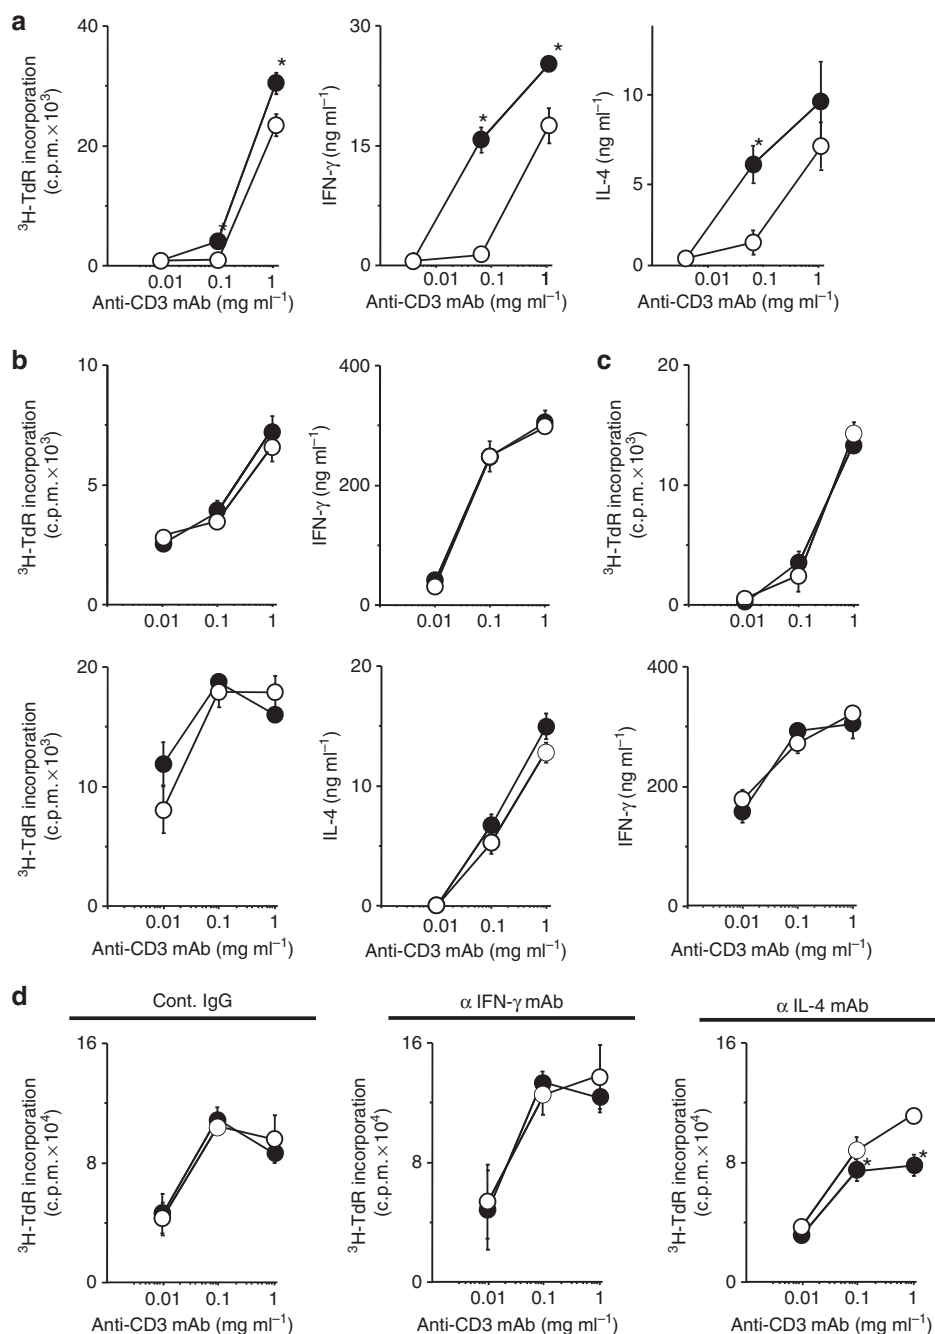 a
40
20
0
³H-TdR incorporation
(c.p.m. × 10³)
*
*
0.01 0.1 1
Anti-CD3 mAb (mg ml⁻¹)
30
15
0
IFN-γ (ng ml⁻¹)
*
*
0.01 0.1 1
Anti-CD3 mAb (mg ml⁻¹)
10
5
0
IL-4 (ng ml⁻¹)
*
0.01 0.1 1
Anti-CD3 mAb (mg ml⁻¹)
b
10
5
0
³H-TdR incorporation
(c.p.m. × 10³)
0.01 0.1 1
400
200
0
IFN-γ (ng ml⁻¹)
0.01 0.1 1
c
20
10
0
³H-TdR incorporation
(c.p.m. × 10³)
0.01 0.1 1
20
10
0
³H-TdR incorporation
(c.p.m. × 10³)
0.01 0.1 1
Anti-CD3 mAb (mg ml⁻¹)
20
10
0
IL-4 (ng ml⁻¹)
0.01 0.1 1
Anti-CD3 mAb (mg ml⁻¹)
400
200
0
IFN-γ (ng ml⁻¹)
0.01 0.1 1
Anti-CD3 mAb (mg ml⁻¹)
d
Cont. IgG
16
8
0
³H-TdR incorporation
(c.p.m. × 10⁴)
0.01 0.1 1
Anti-CD3 mAb (mg ml⁻¹)
α IFN-γ mAb
16
8
0
³H-TdR incorporation
(c.p.m. × 10⁴)
0.01 0.1 1
Anti-CD3 mAb (mg ml⁻¹)
α IL-4 mAb
16
8
0
³H-TdR incorporation
(c.p.m. × 10⁴)
*
*
0.01 0.1 1
Anti-CD3 mAb (mg ml⁻¹)